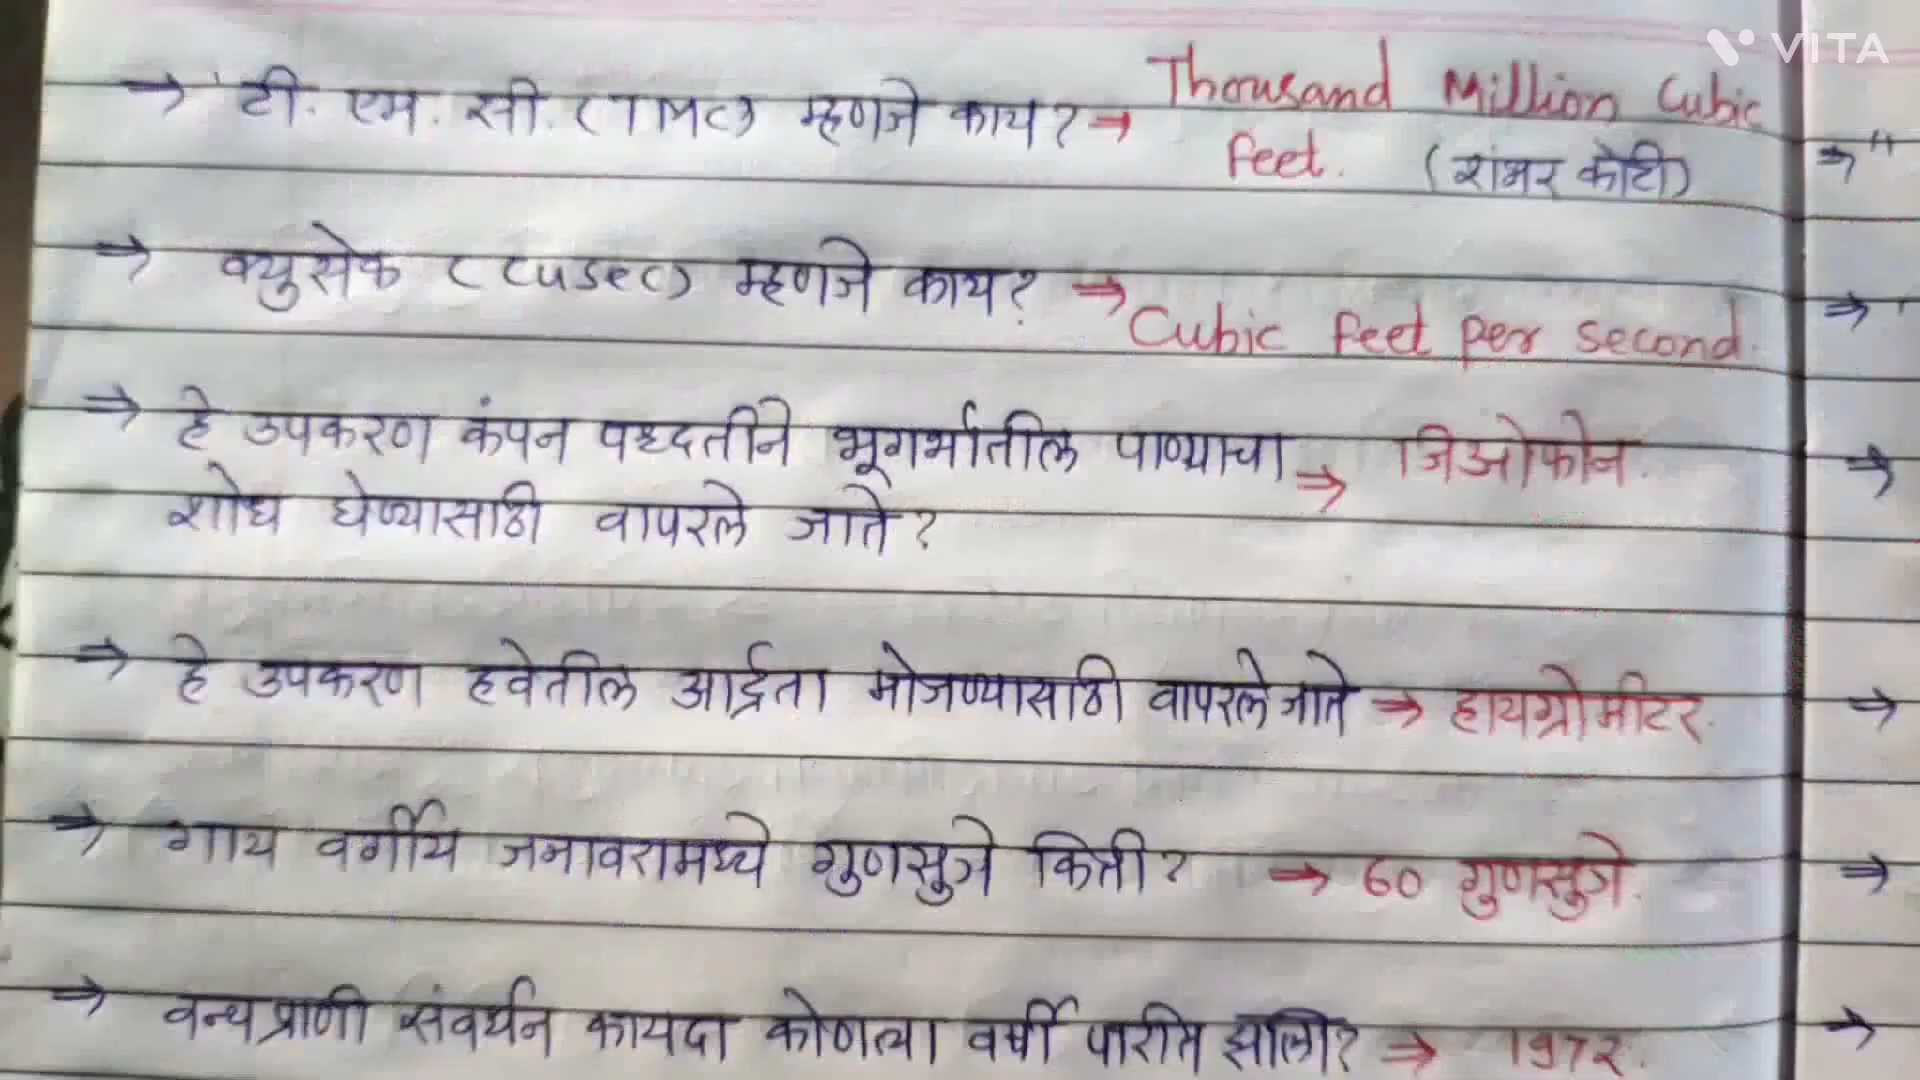 VITA
⇒ टी. एम. सी. (TMC) म्हणजे काय? → Thousand Million Cubic
feet. (शंभर कोटी)
⇒ क्युसेक (cusec) म्हणजे काय? ⇒ Cubic feet per second.
⇒ हे उपकरण कंपन पध्दतीने भूगर्भातील पाण्याचा ⇒ जिओफोन.
शोध घेण्यासाठी वापरले जाते?
⇒ हे उपकरण हवेतील आर्द्रता मोजण्यासाठी वापरले जाते ⇒ हायग्रोमीटर.
⇒ गाय वर्गीय जनावरामध्ये गुणसुत्रे किती? ⇒ 60 गुणसुत्रे.
⇒ वन्यप्राणी संवर्धन कायदा कोणत्या वर्षी पारीत झाला? ⇒ 1972.